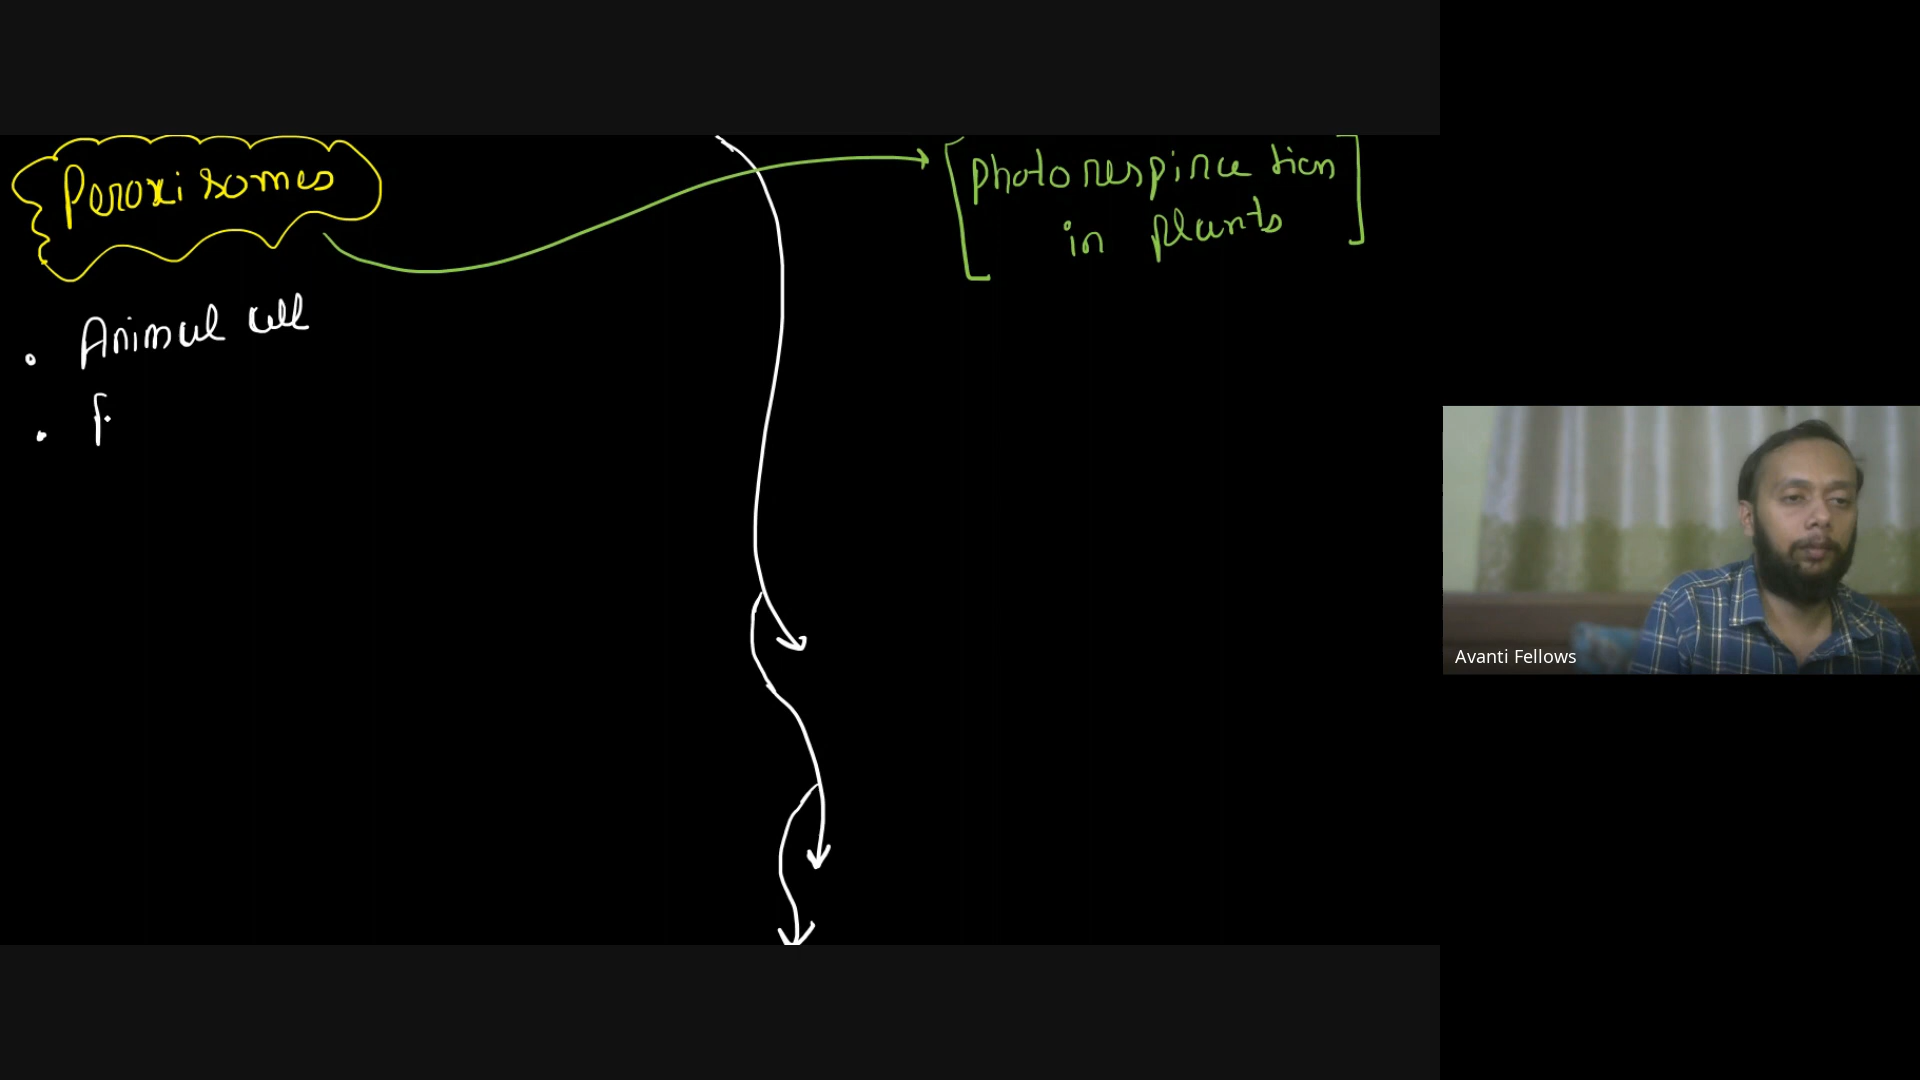 Peroxisomes
photorespiration
in plants
• Animal cell
• P
Avanti Fellows